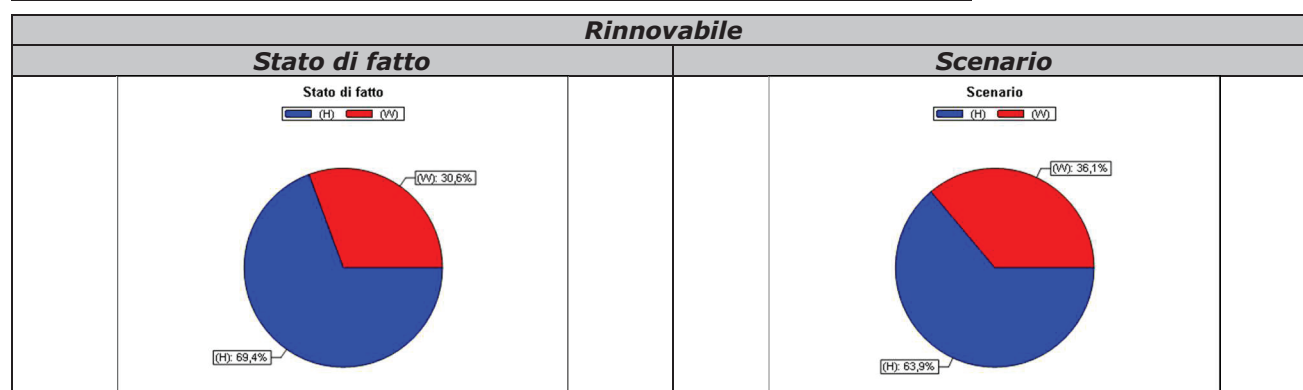 Rinnovabile
Stato di fatto
Scenario
Stato di fatto
(H) (W)
(W): 30,6%
(H): 69,4%
Scenario
(H) (W)
(W): 36,1%
(H): 63,9%